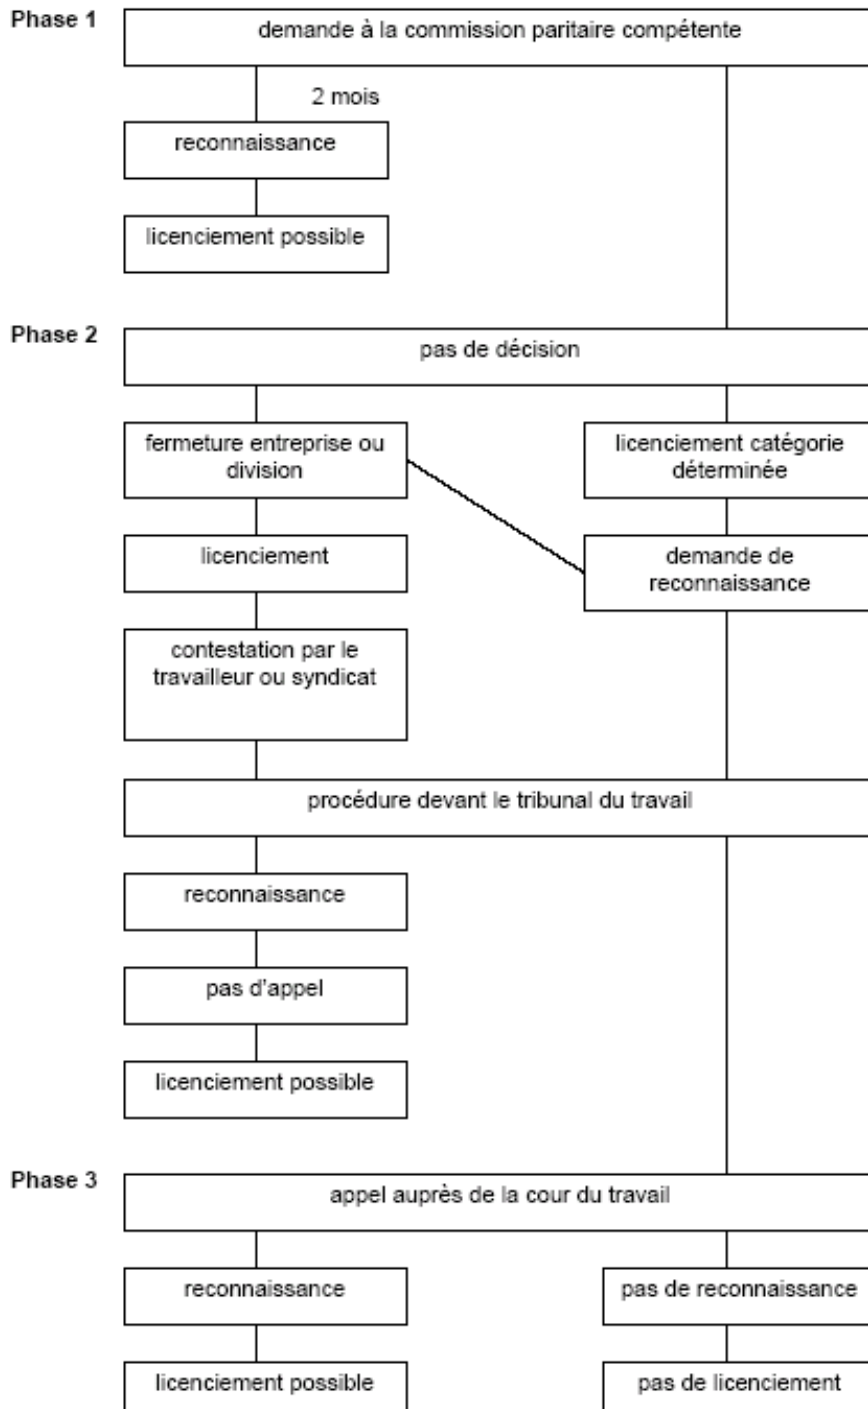 Phase 1
demande à la commission paritaire compétente
2 mois
reconnaissance
licenciement possible
Phase 2
pas de décision
fermeture entreprise ou
division
licenciement catégorie
déterminée
licenciement
demande de
reconnaissance
contestation par le
travailleur ou syndicat
procédure devant le tribunal du travail
reconnaissance
pas d'appel
licenciement possible
Phase 3
appel auprès de la cour du travail
reconnaissance
pas de reconnaissance
licenciement possible
pas de licenciement